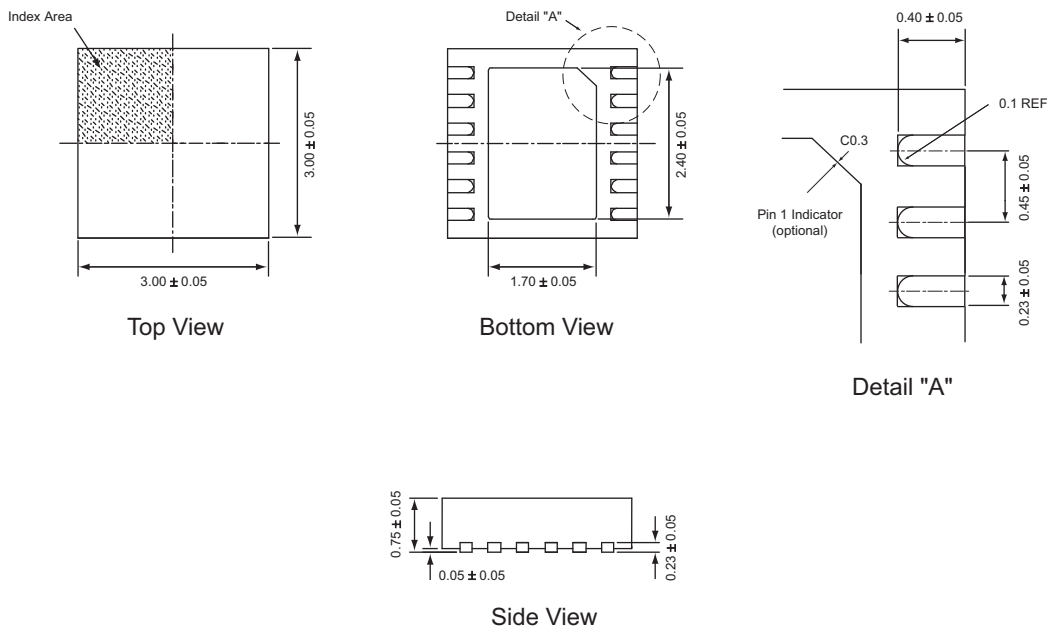 Index Area
3.00 ± 0.05
3.00 ± 0.05
Top View
Detail "A"
2.40 ± 0.05
1.70 ± 0.05
Bottom View
0.40 ± 0.05
0.1 REF
C0.3
Pin 1 Indicator
(optional)
0.45 ± 0.05
0.23 ± 0.05
Detail "A"
0.75 ± 0.05
0.05 ± 0.05
0.23 ± 0.05
Side View